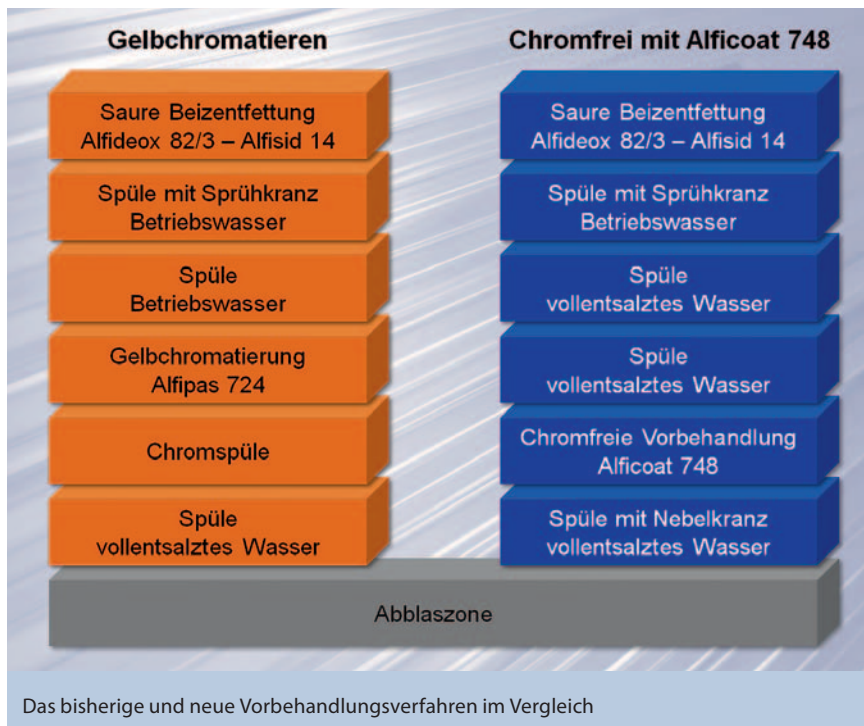 Gelbchromatieren
Saure Beizentfettung
Alfideox 82/3 – Alfisid 14
Spüle mit Sprühkranz
Betriebswasser
Spüle
Betriebswasser
Gelbchromatierung
Alfipas 724
Chromspüle
Spüle
vollentsalztes Wasser
Chromfrei mit Alficoat 748
Saure Beizentfettung
Alfideox 82/3 – Alfisid 14
Spüle mit Sprühkranz
Betriebswasser
Spüle
vollentsalztes Wasser
Spüle
vollentsalztes Wasser
Chromfreie Vorbehandlung
Alficoat 748
Spüle mit Nebelkranz
vollentsalztes Wasser
Abblaszone
Das bisherige und neue Vorbehandlungsverfahren im Vergleich